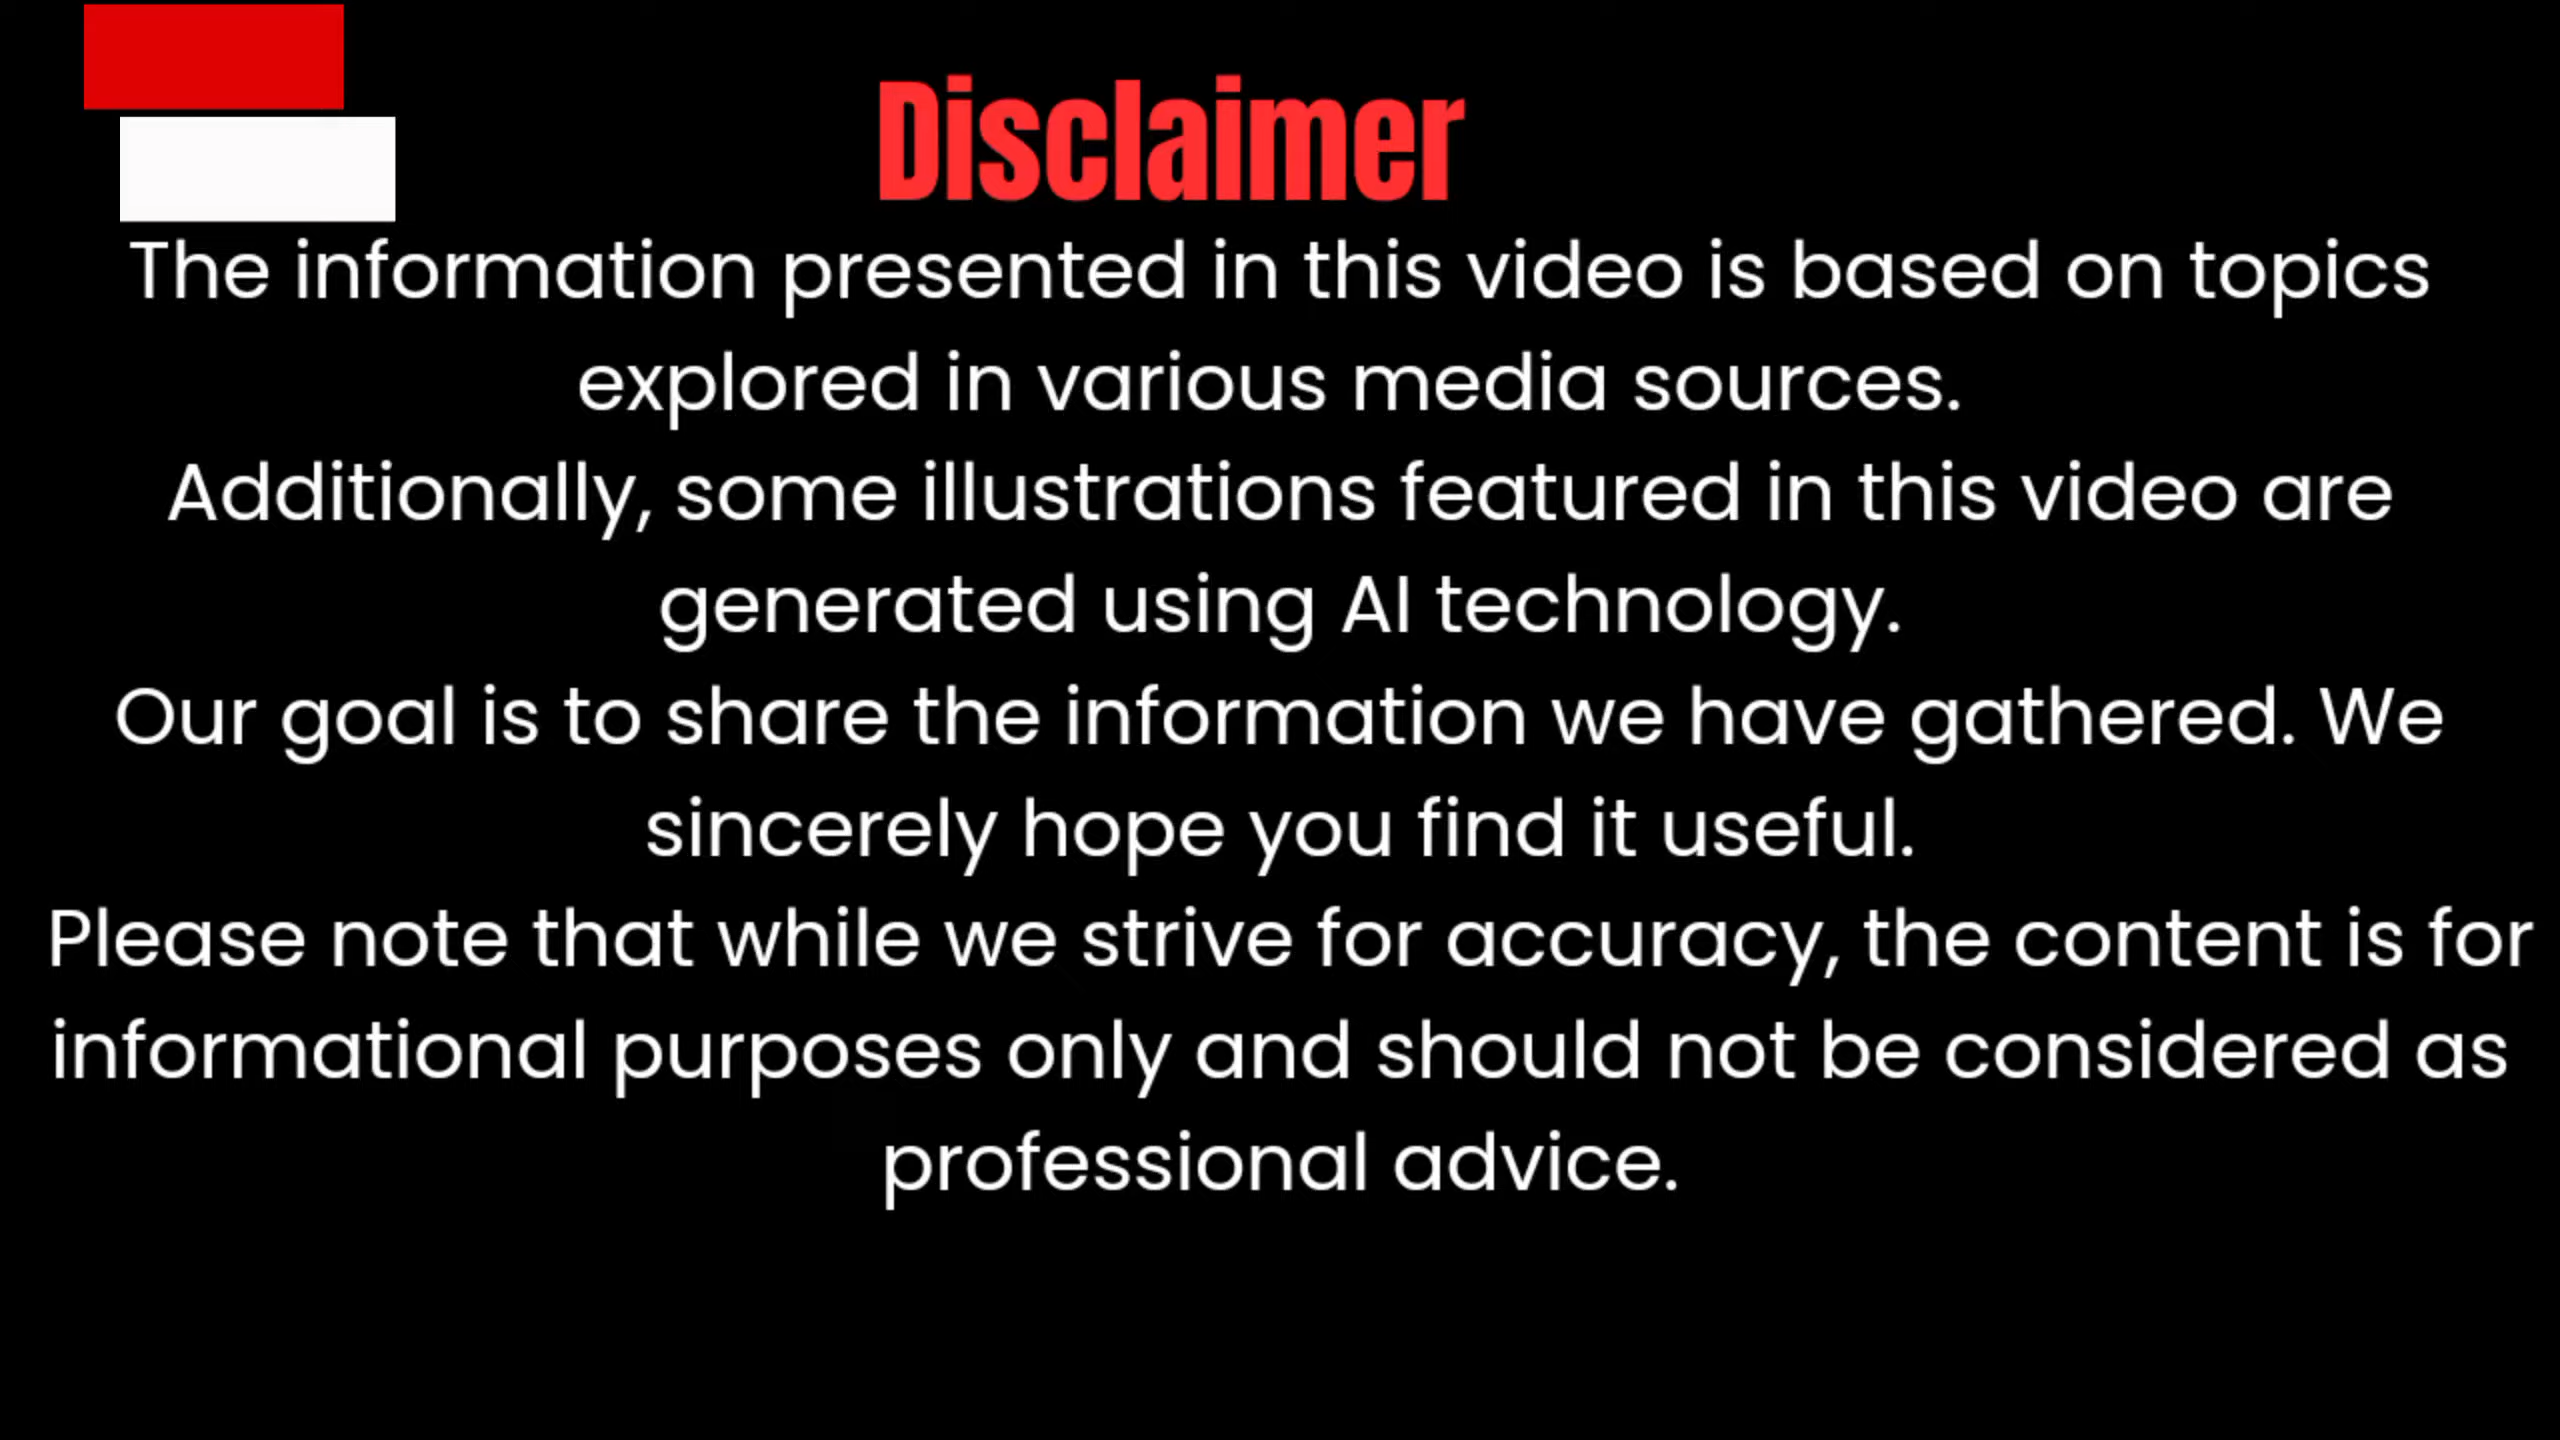 Disclaimer
The information presented in this video is based on topics
explored in various media sources.
Additionally, some illustrations featured in this video are
generated using AI technology.
Our goal is to share the information we have gathered. We
sincerely hope you find it useful.
Please note that while we strive for accuracy, the content is for
informational purposes only and should not be considered as
professional advice.